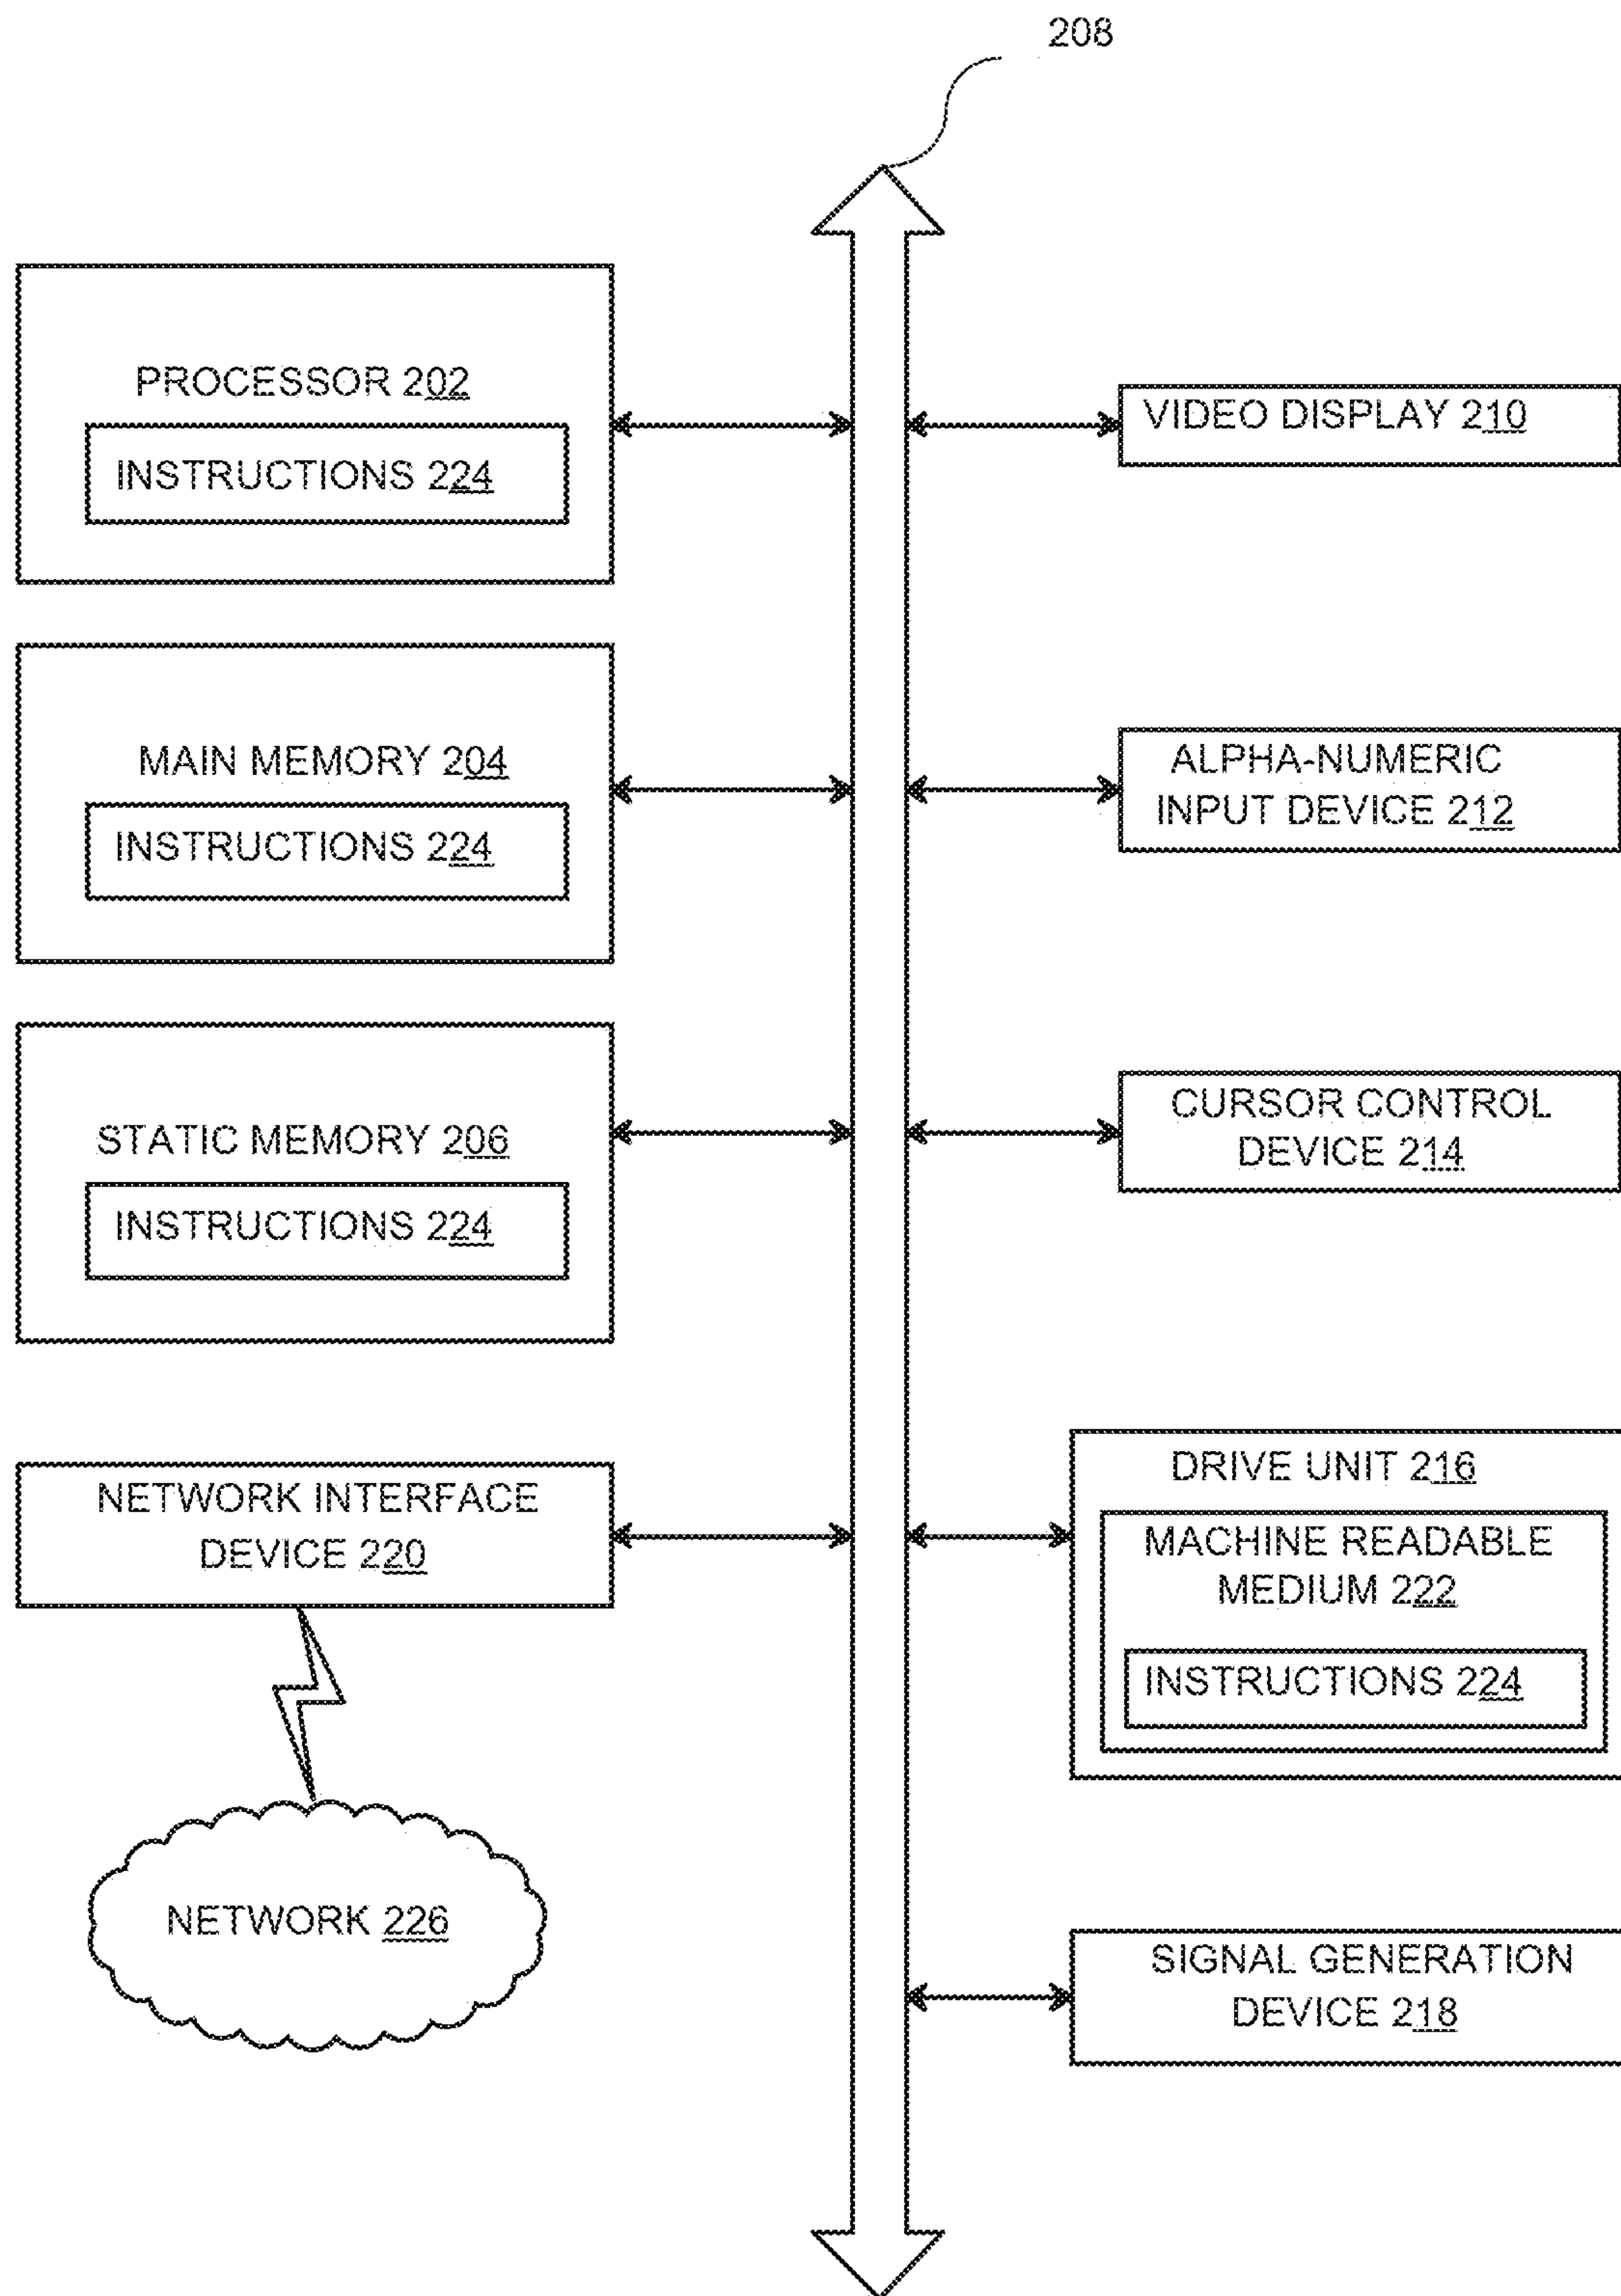 208
PROCESSOR 202
INSTRUCTIONS 224
MAIN MEMORY 204
INSTRUCTIONS 224
STATIC MEMORY 206
INSTRUCTIONS 224
NETWORK INTERFACE
DEVICE 220
NETWORK 226
VIDEO DISPLAY 210
ALPHA-NUMERIC
INPUT DEVICE 212
CURSOR CONTROL
DEVICE 214
DRIVE UNIT 216
MACHINE READABLE
MEDIUM 222
INSTRUCTIONS 224
SIGNAL GENERATION
DEVICE 218